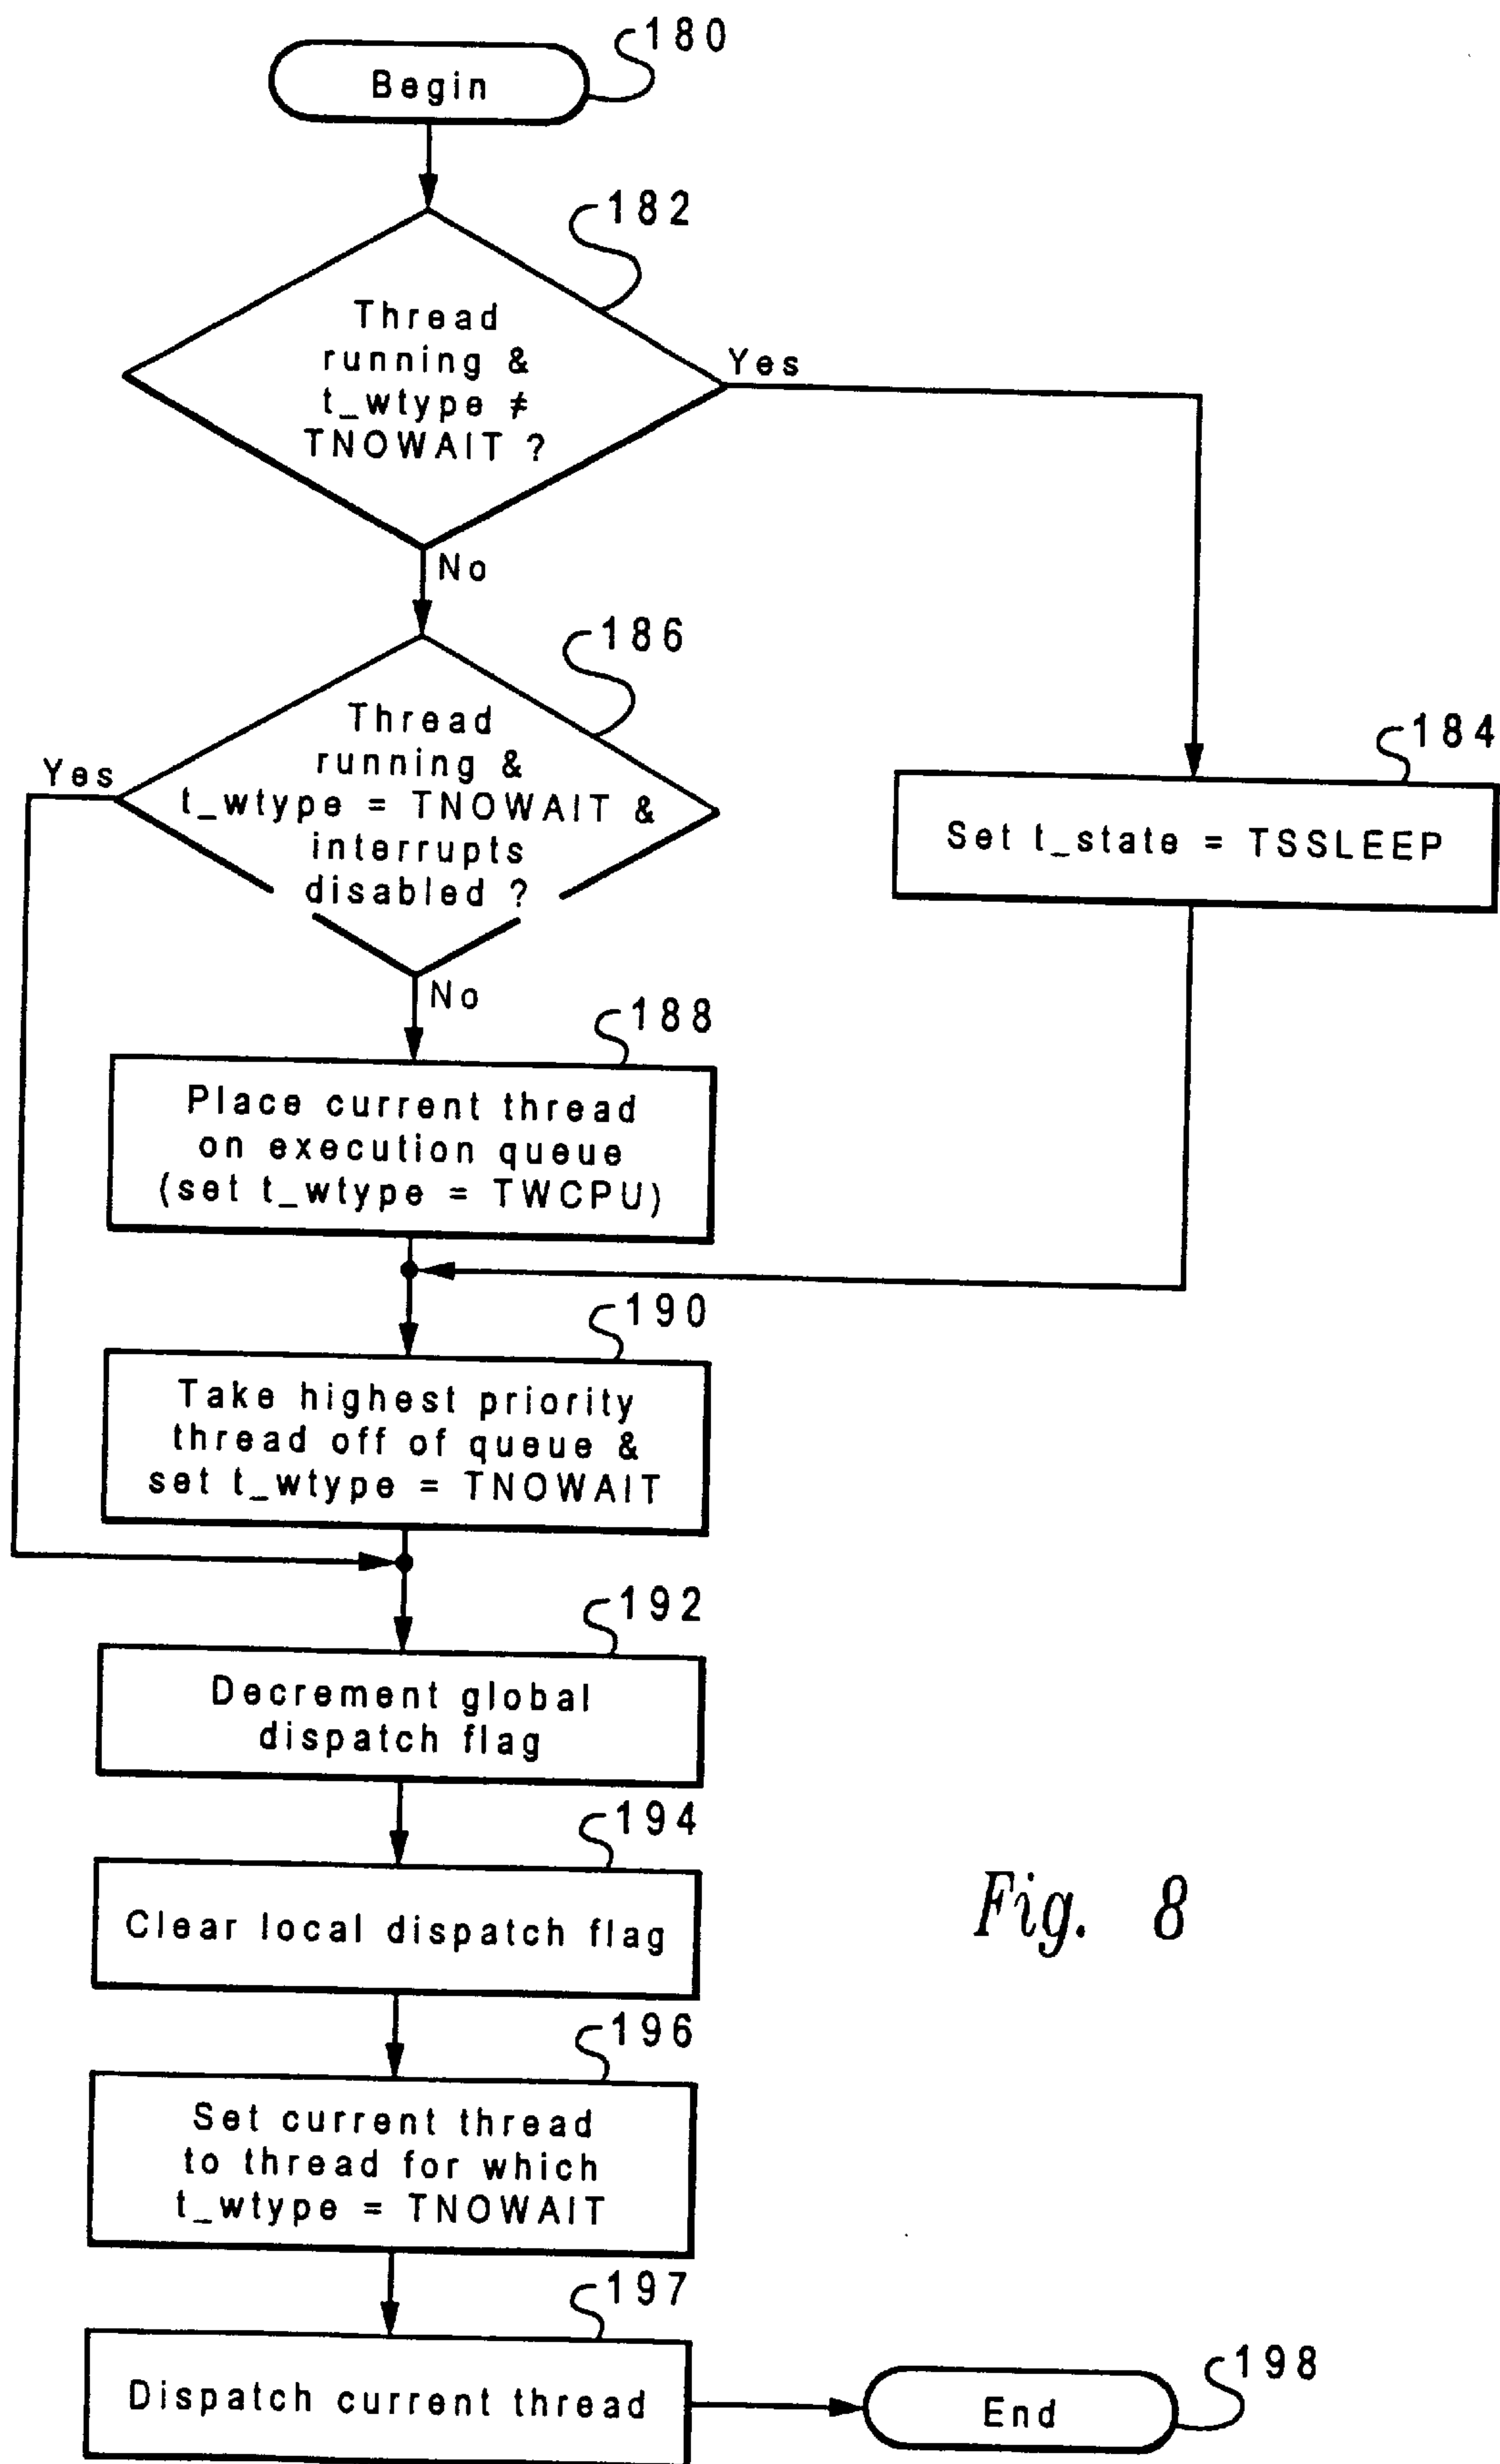 180
Begin
182
Thread
running &
t_wtype ≠
TNOWAIT ?
Yes
No
186
Thread
running &
t_wtype = TNOWAIT &
interrupts
disabled ?
Yes
No
184
Set t_state = TSSLEEP
188
Place current thread
on execution queue
(set t_wtype = TWCPU)
190
Take highest priority
thread off of queue &
set t_wtype = TNOWAIT
192
Decrement global
dispatch flag
194
Clear local dispatch flag
Fig. 8
196
Set current thread
to thread for which
t_wtype = TNOWAIT
197
Dispatch current thread
198
End